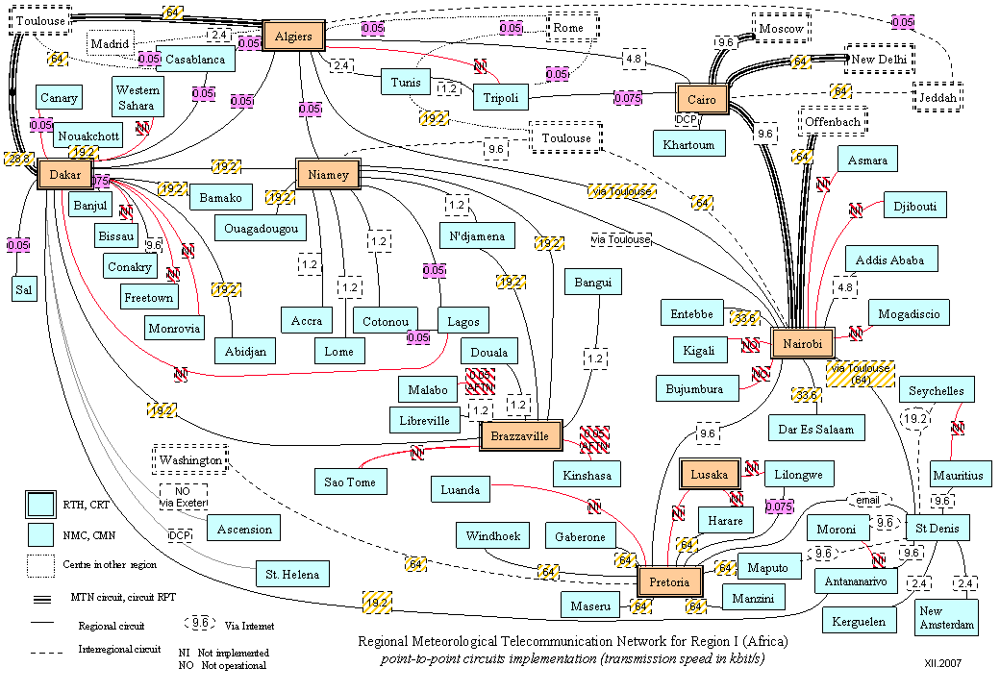 Toulouse
64
Madrid
2.4
0.05
Algiers
0.05
0.05
Rome
9.6
Moscow
0.05
64
0.05
Casablanca
2.4
NI
0.05
4.8
64
New Delhi
Canary
Western
Sahara
0.05
0.05
0.05
Tunis
1.2
Tripoli
0.075
Cairo
64
Jeddah
0.05
Nouakchott
NI
19.2
DCP
9.6
Offenbach
28.8
19.2
9.6
Toulouse
Khartoum
64
Asmara
Dakar
.075
19.2
Niamey
NI
Banjul
19.2
Bamako
19.2
via Toulouse
64
NI
Djibouti
Bissau
NI
9.6
Ouagadougou
1.2
N'djamena
19.2
via Toulouse
0.05
Conakry
NI
NI
1.2
1.2
0.05
Addis Ababa
Sal
Freetown
19.2
1.2
19.2
Bangui
4.8
Monrovia
Accra
Cotonou
Lagos
0.05
Entebbe
33.6
NI
Mogadiscio
Abidjan
Lome
Douala
1.2
Kigali
NO
Nairobi
NI
Malabo
0.05
AFTN
Bujumbura
NO
33.6
via Toulouse
(64)
Seychelles
19.2
Libreville
1.2
1.2
Dar Es Salaam
19.2
NI
Brazzaville
0.05
AFTN
9.6
NI
Washington
Sao Tome
Kinshasa
Lusaka
NI
Lilongwe
Mauritius
NO
via Exeter
Luanda
NI
NI
NI
0.075
email
9.6
RTH, CRT
Ascension
Harare
Moroni
9.6
St Denis
NMC, CMN
DCP
Windhoek
Gaberone
64
Centre in other region
64
64
64
64
Maputo
9.6
NI
9.6
St. Helena
Pretoria
Antananarivo
2.4
2.4
MTN circuit, circuit RPT
19.2
Maseru
64
64
Manzini
Kerguelen
New
Amsterdam
Regional circuit
9.6
Via Internet
Interregional circuit
NI Not implemented
NO Not operational
Regional Meteorological Telecommunication Network for Region I (Africa)
point-to-point circuits implementation (transmission speed in kbit/s)
XII.2007